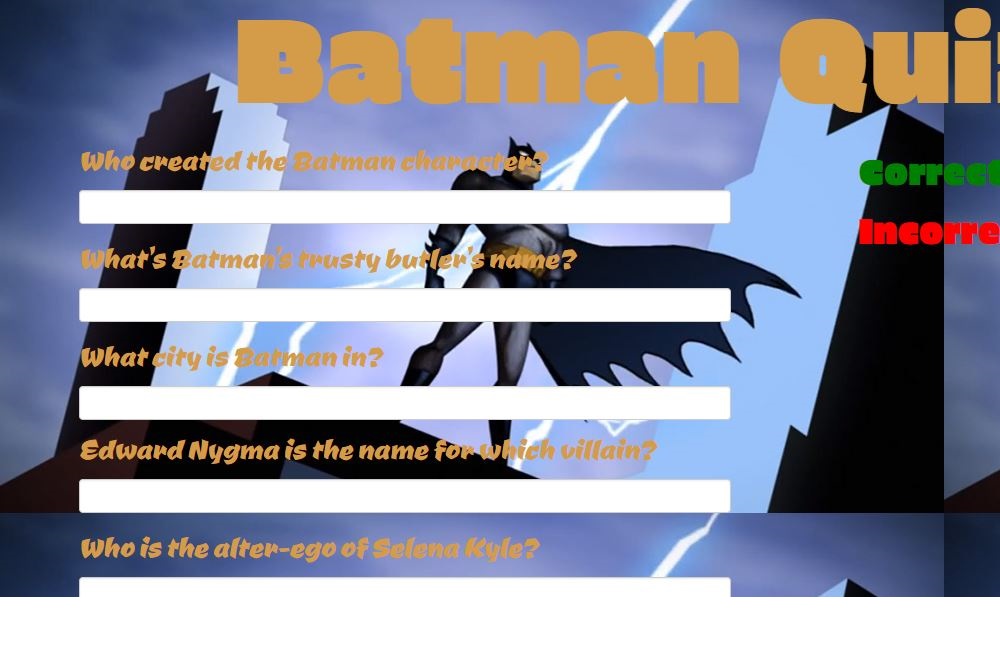 Batman Qui
Who created the Batman character?
Correct
Incorre
What's Batman's trusty butler's name?
What city is Batman in?
Edward Nygma is the name for which villain?
Who is the alter-ego of Selena Kyle?